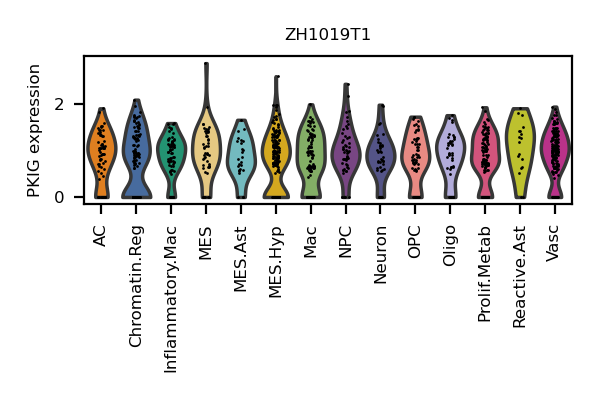 ZH1019T1
PKIG expression
2
0
AC
Chromatin.Reg
Inflammatory.Mac
MES
MES.Ast
MES.Hyp
Mac
NPC
Neuron
OPC
Oligo
Prolif.Metab
Reactive.Ast
Vasc